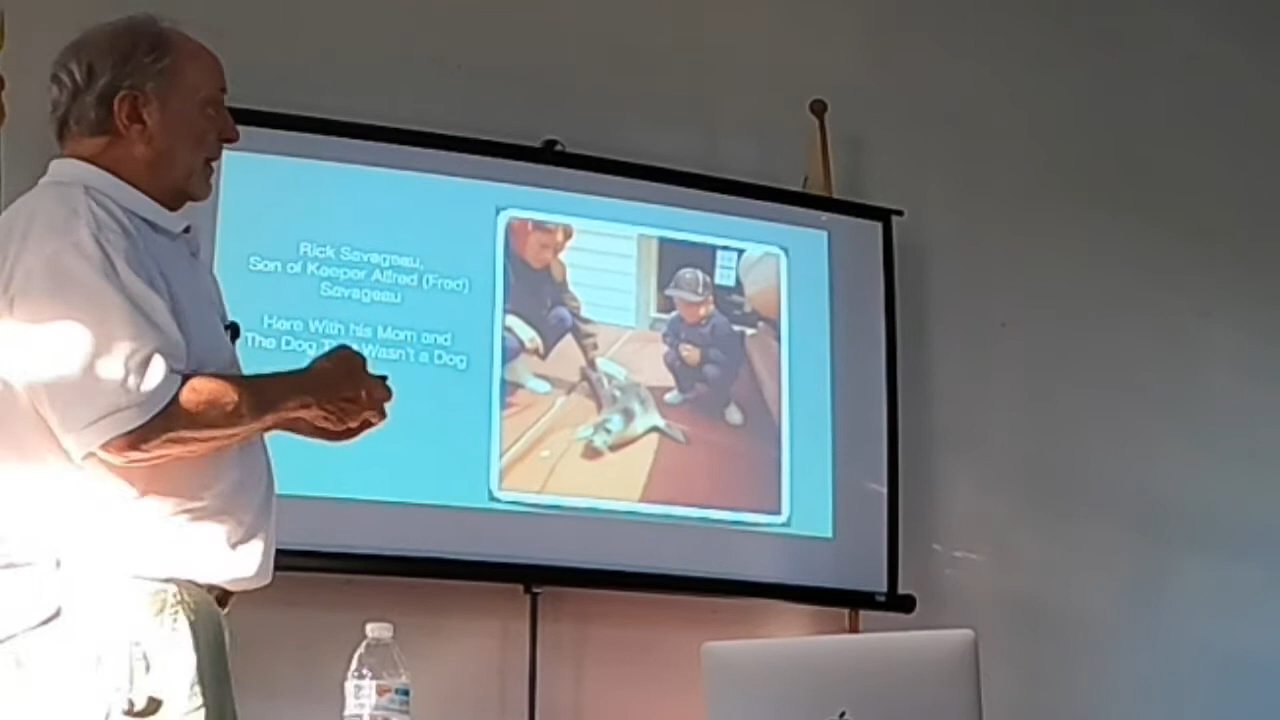 Rick Savageau,
Son of Keeper Alfred (Fred)
Savageau
Here With his Mom and
The Dog Wasn't a Dog